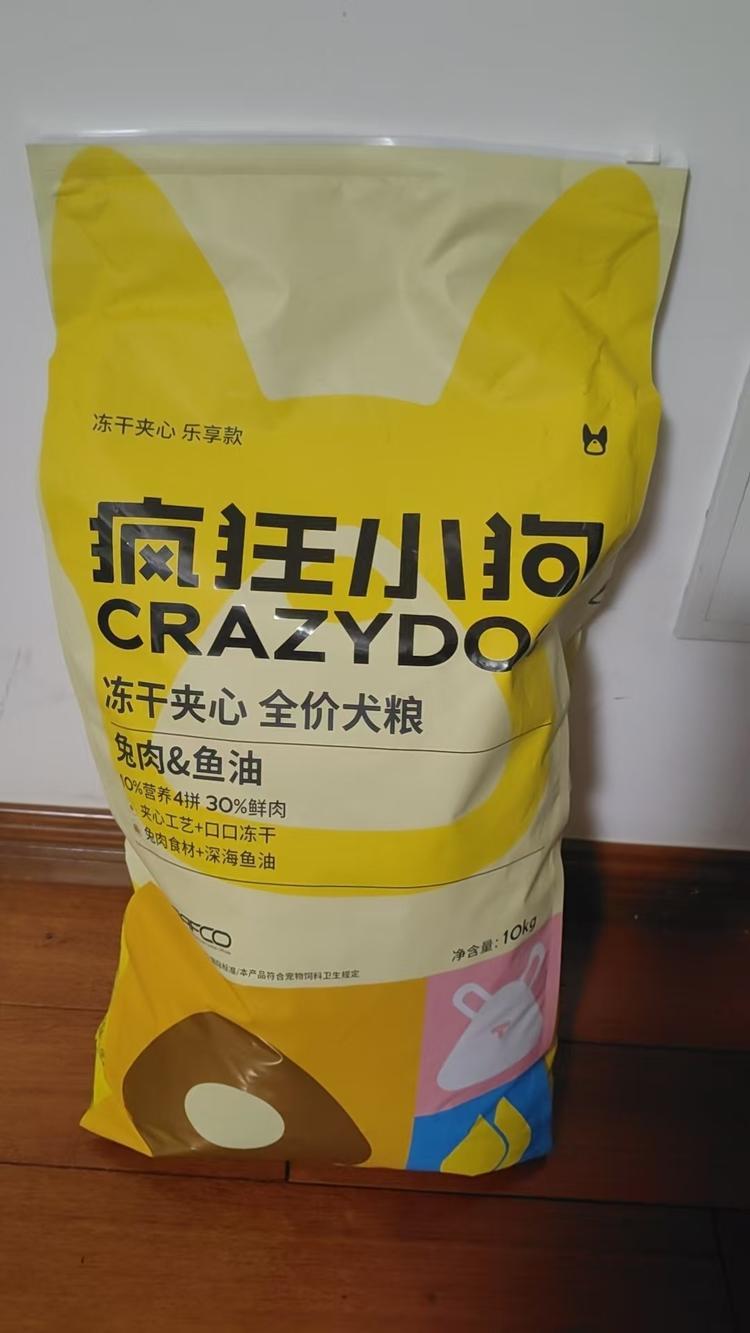 冻干夹心 乐享款
疯狂小狗
CRAZYDO
冻干夹心 全价犬粮
兔肉&鱼油
10%营养4拼 30%鲜肉
夹心工艺+口口冻干
兔肉食材+深海鱼油
净含量:10kg
标准/本产品符合宠物饲料卫生规定